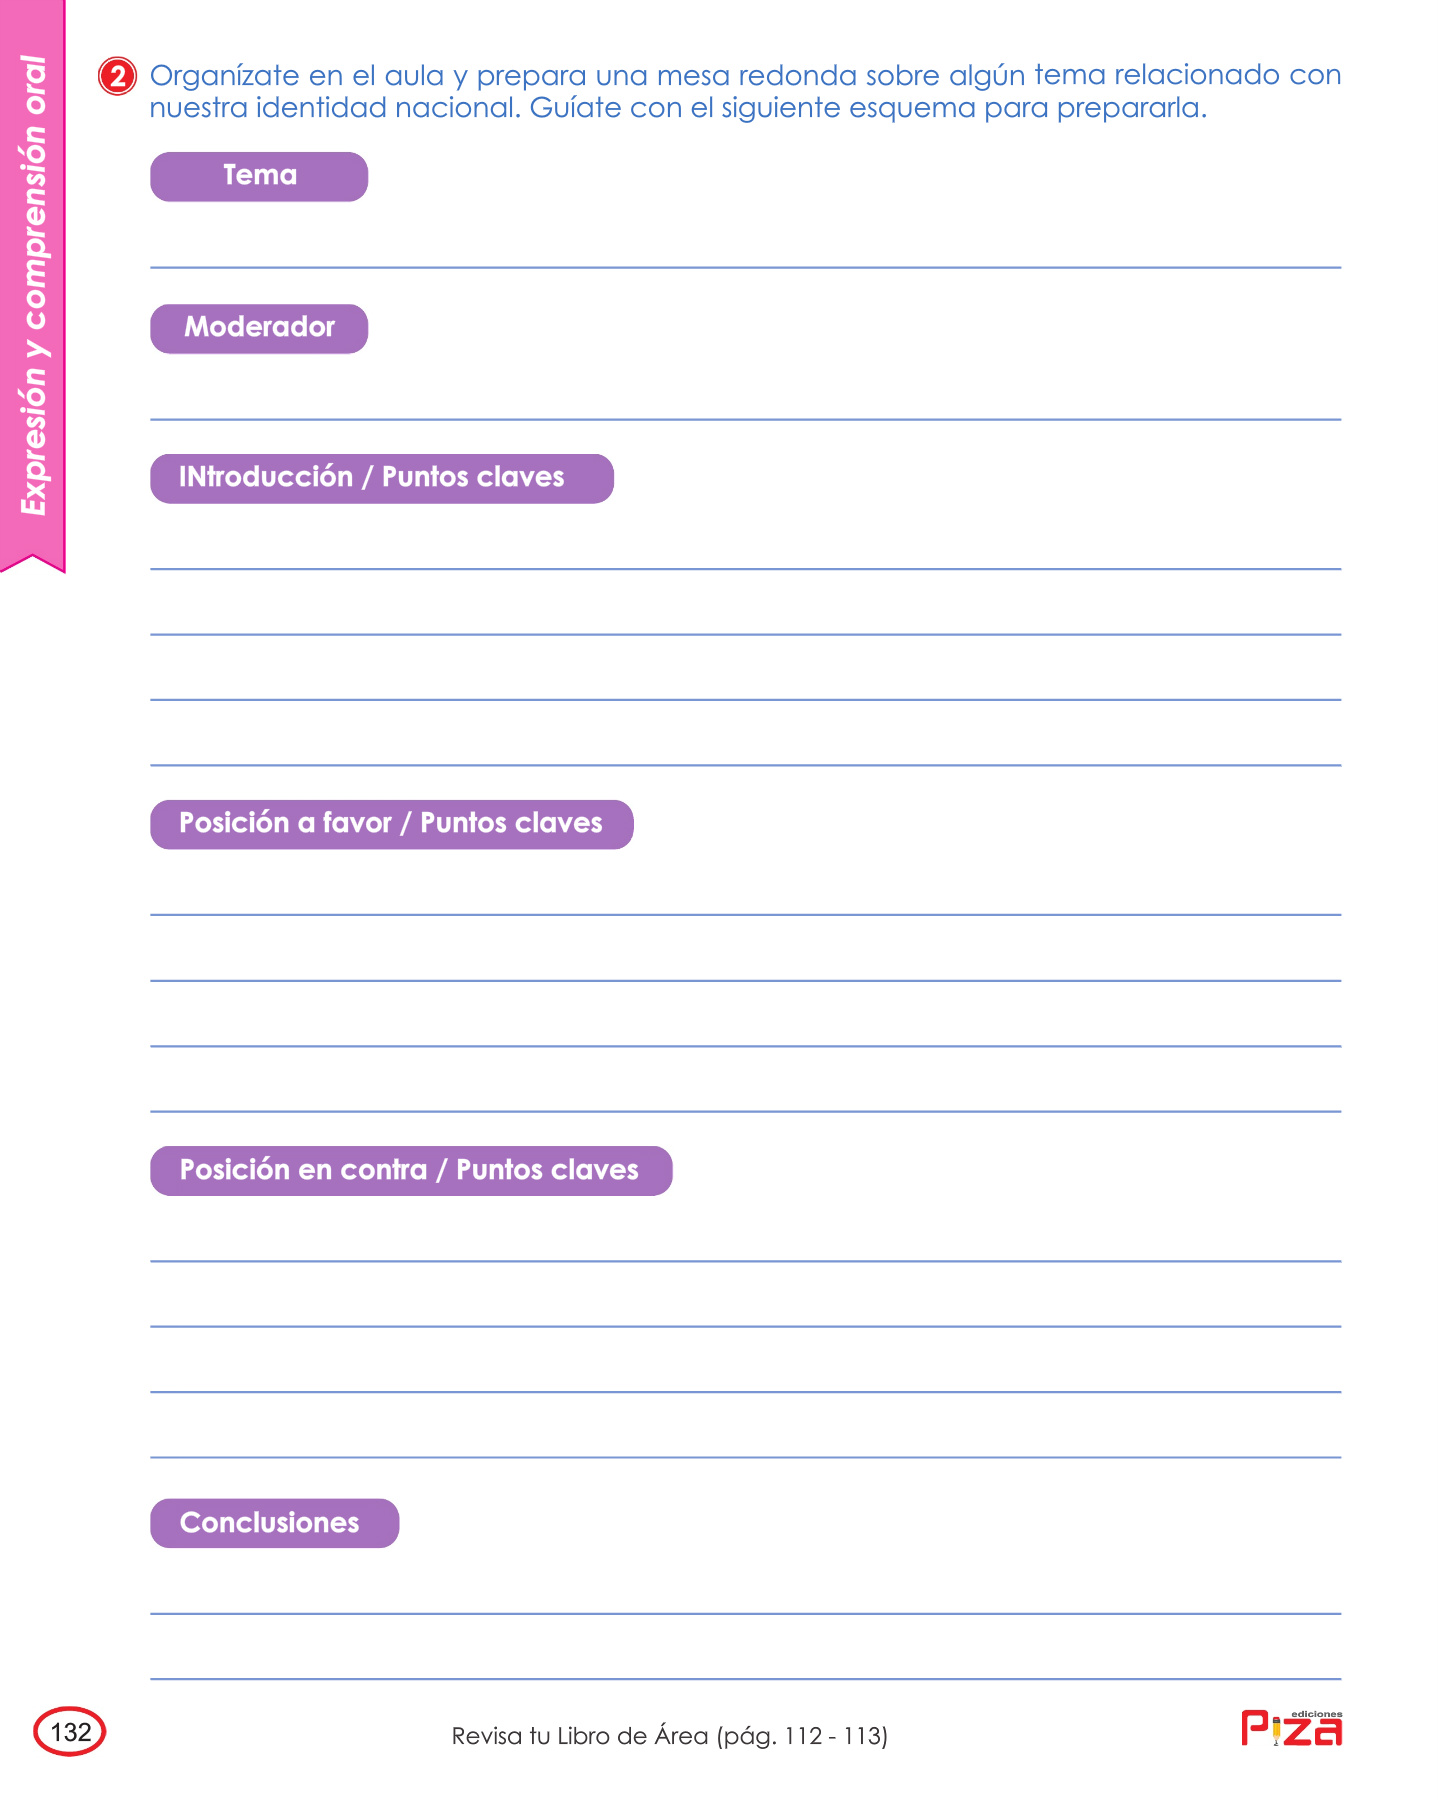 Expresión y comprensión oral
2 Organízate en el aula y prepara una mesa redonda sobre algún tema relacionado con
nuestra identidad nacional. Guíate con el siguiente esquema para prepararla.
Tema
Moderador
INtroducción / Puntos claves
Posición a favor / Puntos claves
Posición en contra / Puntos claves
Conclusiones
132
Revisa tu Libro de Área (pág. 112 - 113)
ediciones
Piza